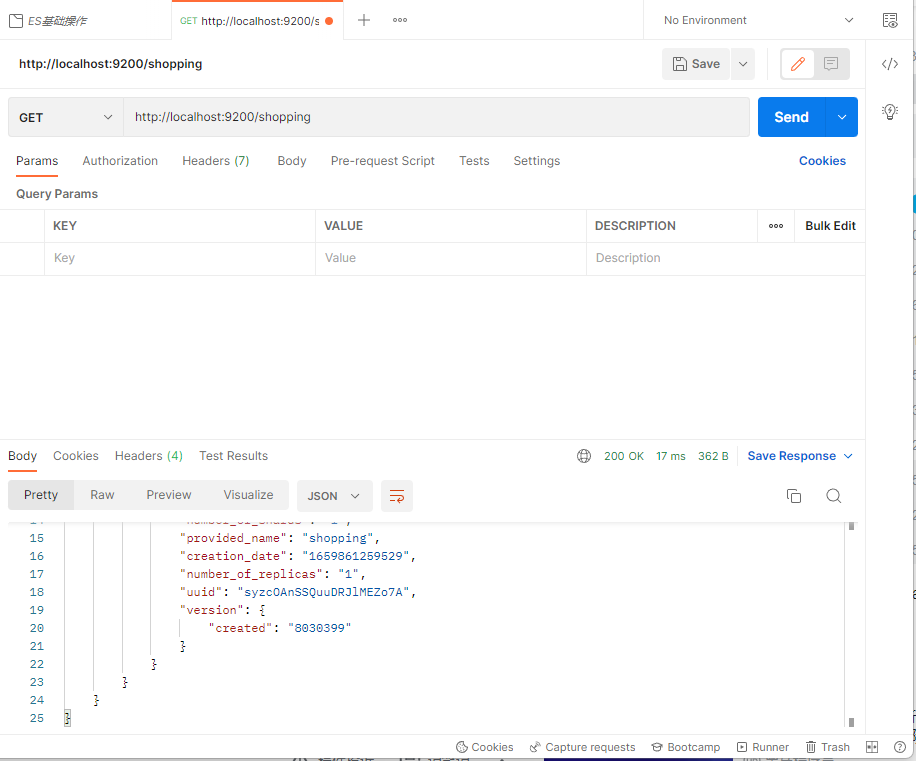 ES基础操作
GET http://localhost:9200/s
No Environment
http://localhost:9200/shopping
Save
GET
http://localhost:9200/shopping
Send
Params Authorization Headers (7) Body Pre-request Script Tests Settings Cookies
Query Params
KEY VALUE DESCRIPTION Bulk Edit
Key Value Description
Body Cookies Headers (4) Test Results 200 OK 17 ms 362 B Save Response
Pretty Raw Preview Visualize JSON
15 "provided_name": "shopping",
16 "creation_date": "1659861259529",
17 "number_of_replicas": "1",
18 "uuid": "syzcOAnSSQuuDRJlMEZo7A",
19 "version": {
20 "created": "8030399"
21 }
22 }
23 }
24 }
25 }
Cookies Capture requests Bootcamp Runner Trash